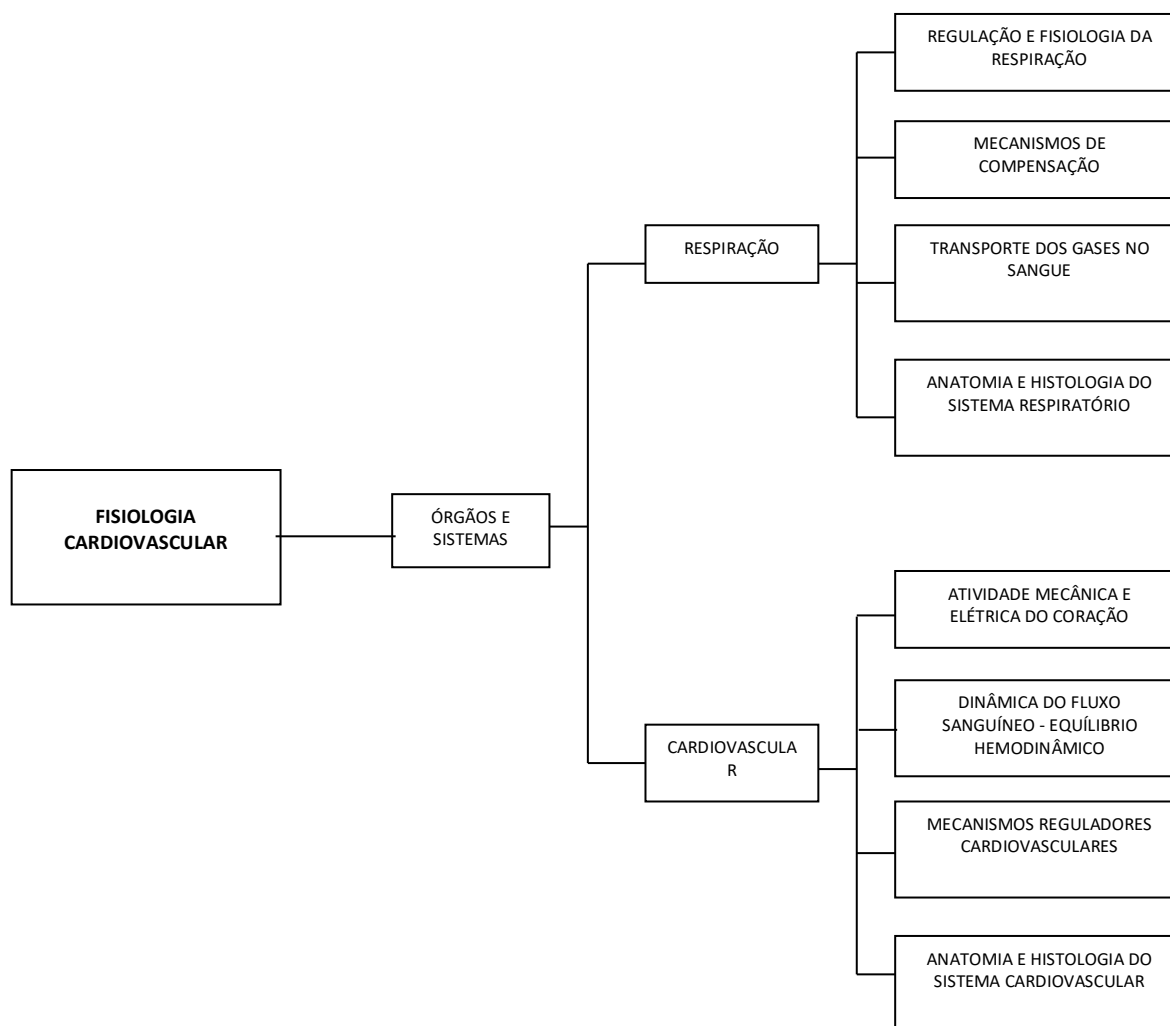 REGULAÇÃO E FISIOLOGIA DA
RESPIRAÇÃO
MECANISMOS DE
COMPENSAÇÃO
RESPIRAÇÃO
TRANSPORTE DOS GASES NO
SANGUE
ANATOMIA E HISTOLOGIA DO
SISTEMA RESPIRATÓRIO
FISIOLOGIA
CARDIOVASCULAR
ÓRGÃOS E
SISTEMAS
ATIVIDADE MECÂNICA E
ELÉTRICA DO CORAÇÃO
DINÂMICA DO FLUXO
SANGUÍNEO - EQUÍLIBRIO
HEMODINÂMICO
CARDIOVASCULA
R
MECANISMOS REGULADORES
CARDIOVASCULARES
ANATOMIA E HISTOLOGIA DO
SISTEMA CARDIOVASCULAR